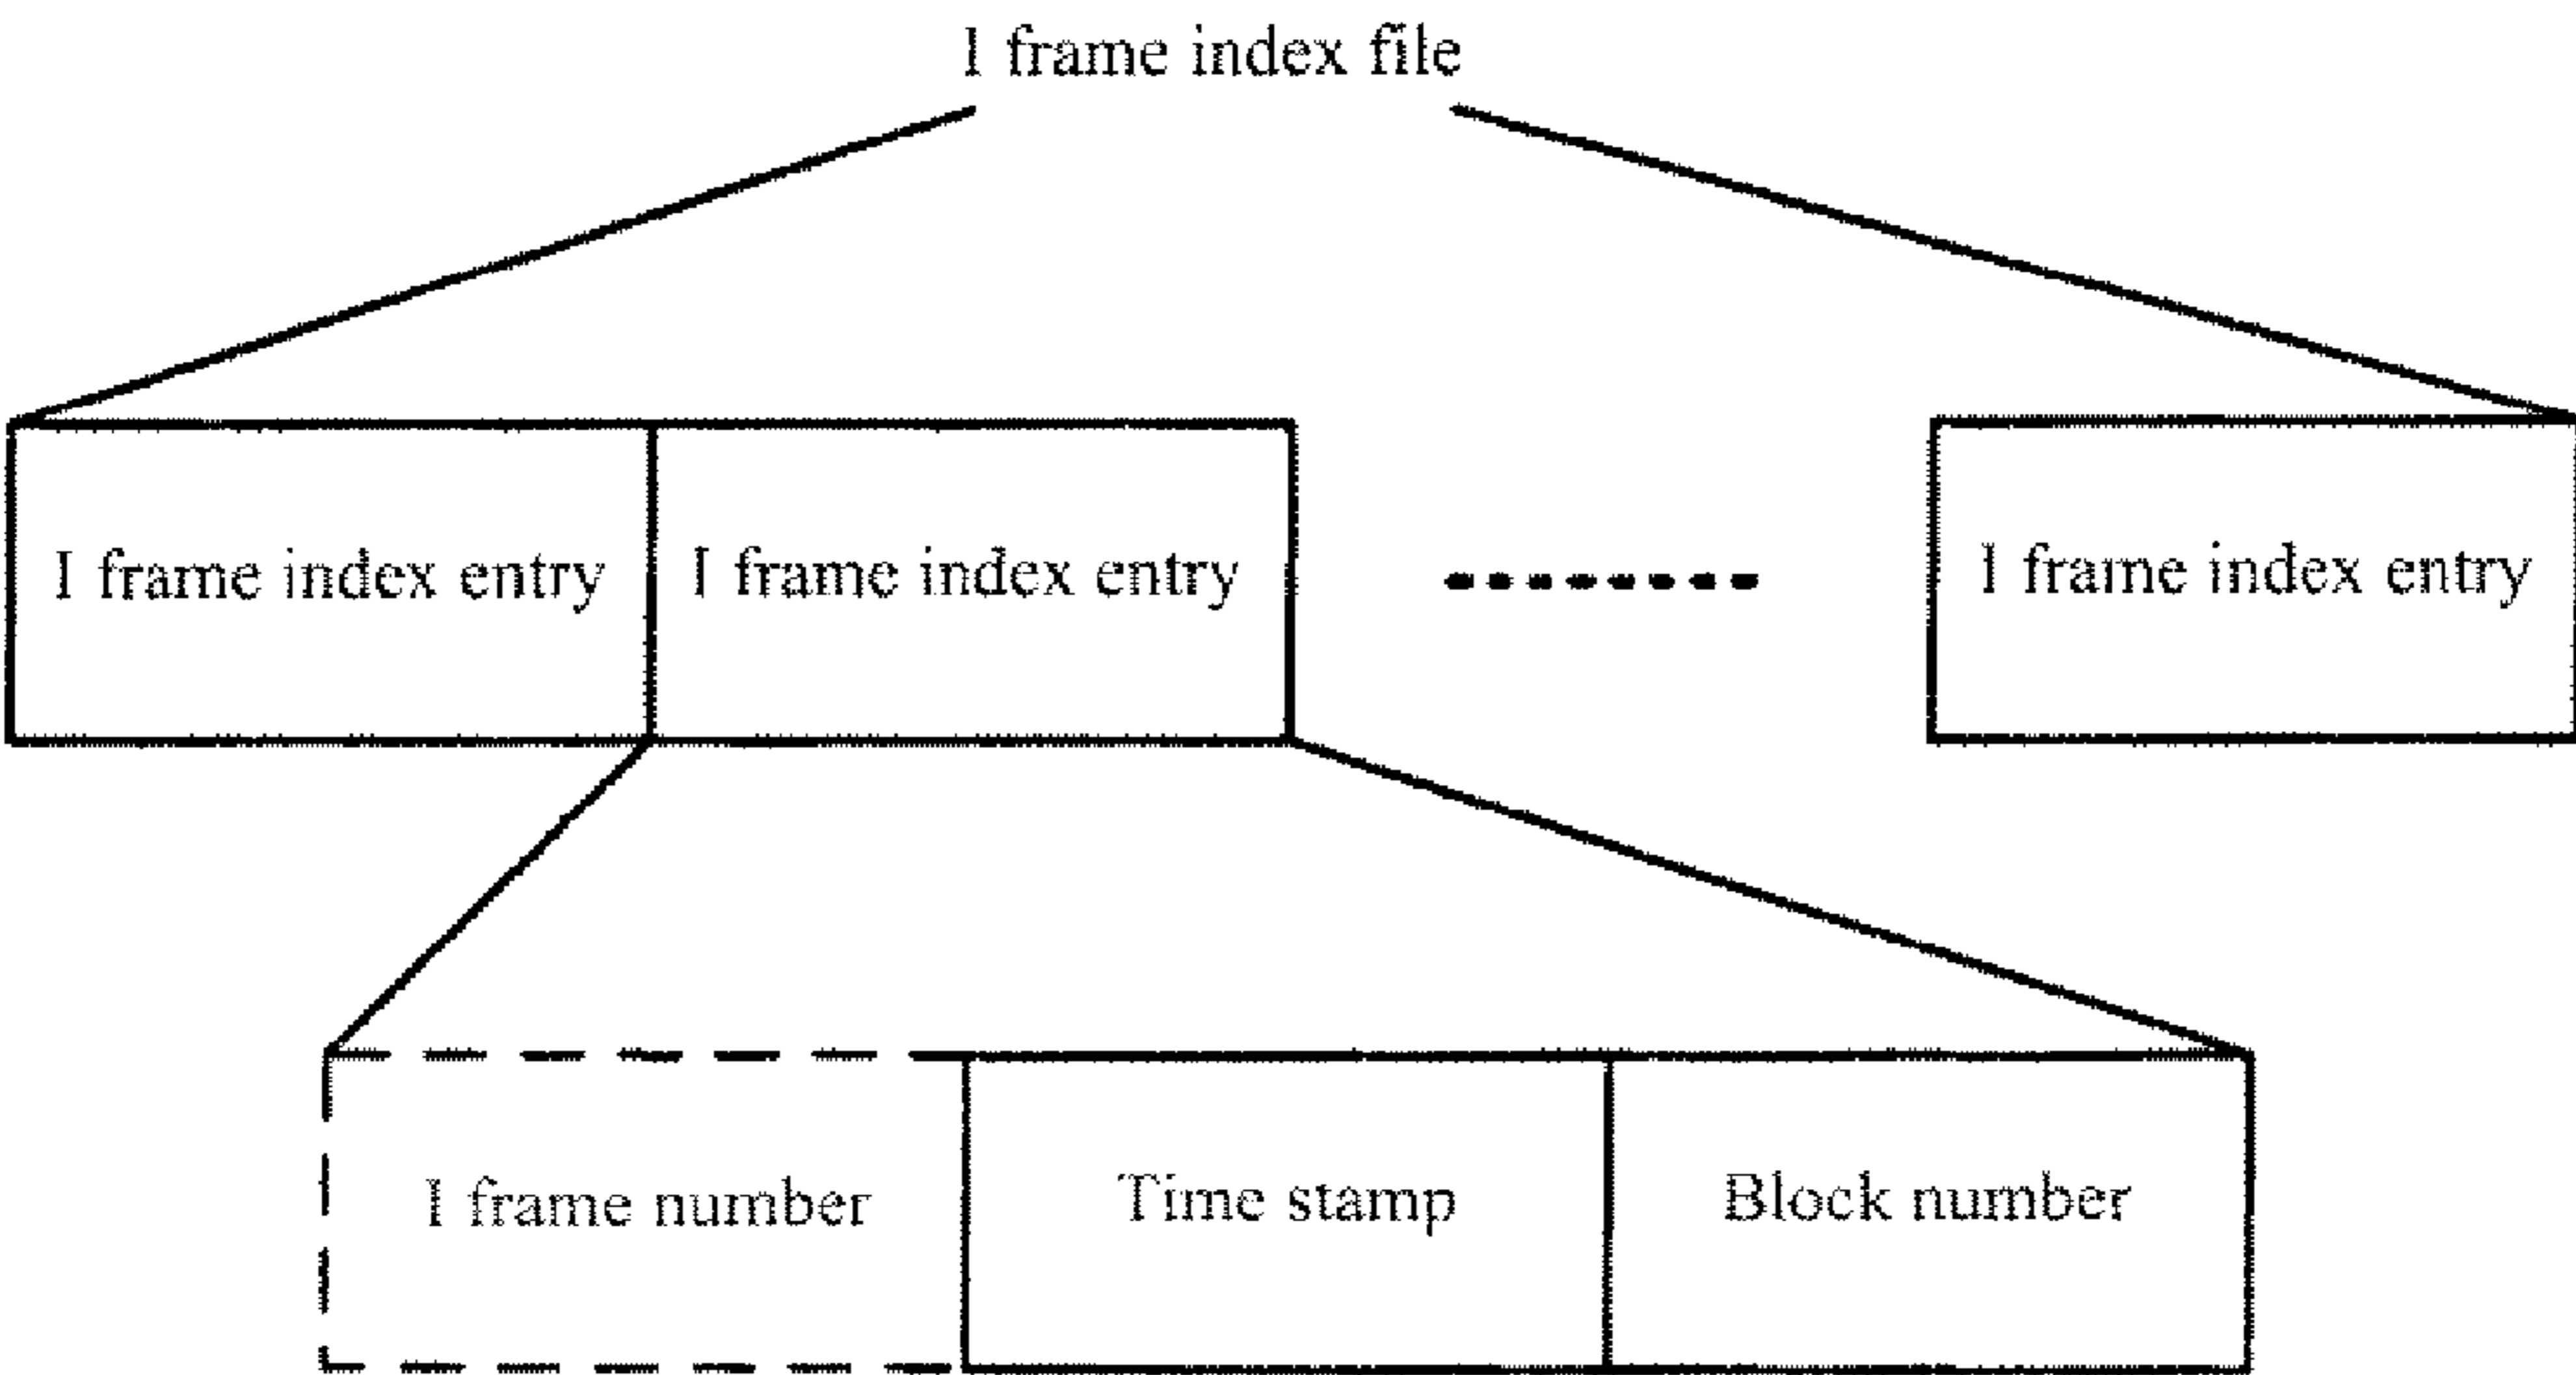 I frame index file
I frame index entry
I frame index entry
I frame index entry
I frame number
Time stamp
Block number